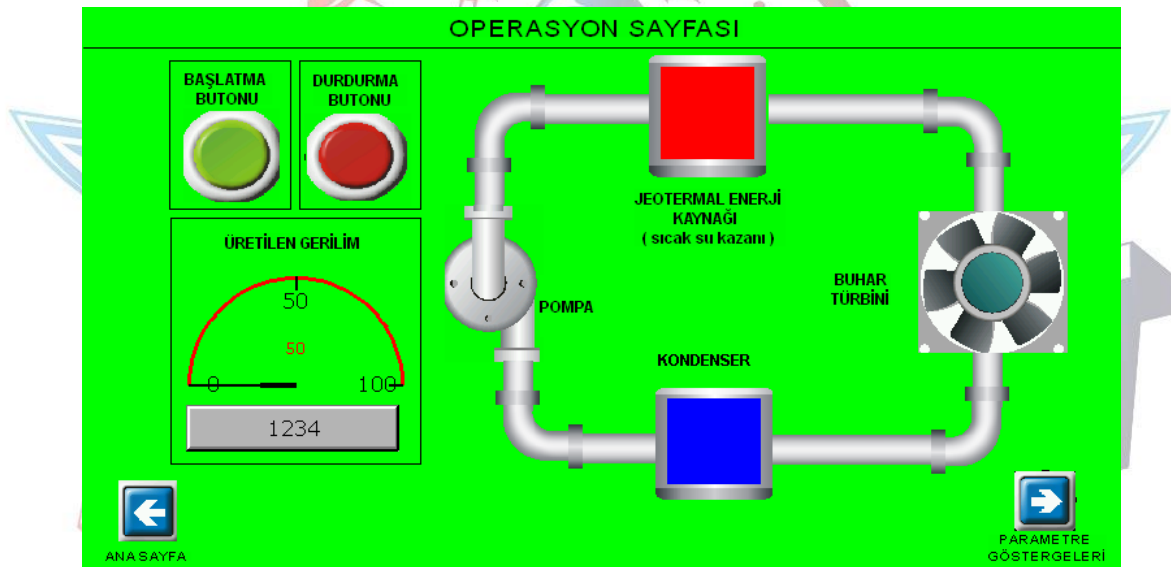 OPERASYON SAYFASI
BAŞLATMA
BUTONU
DURDURMA
BUTONU
ÜRETİLEN GERİLİM
50
50
0
100
1234
JEOTERMAL ENERJİ
KAYNAĞI
( sıcak su kazanı )
POMPA
BUHAR
TÜRBİNİ
KONDENSER
ANA SAYFA
PARAMETRE
GÖSTERGELERİ